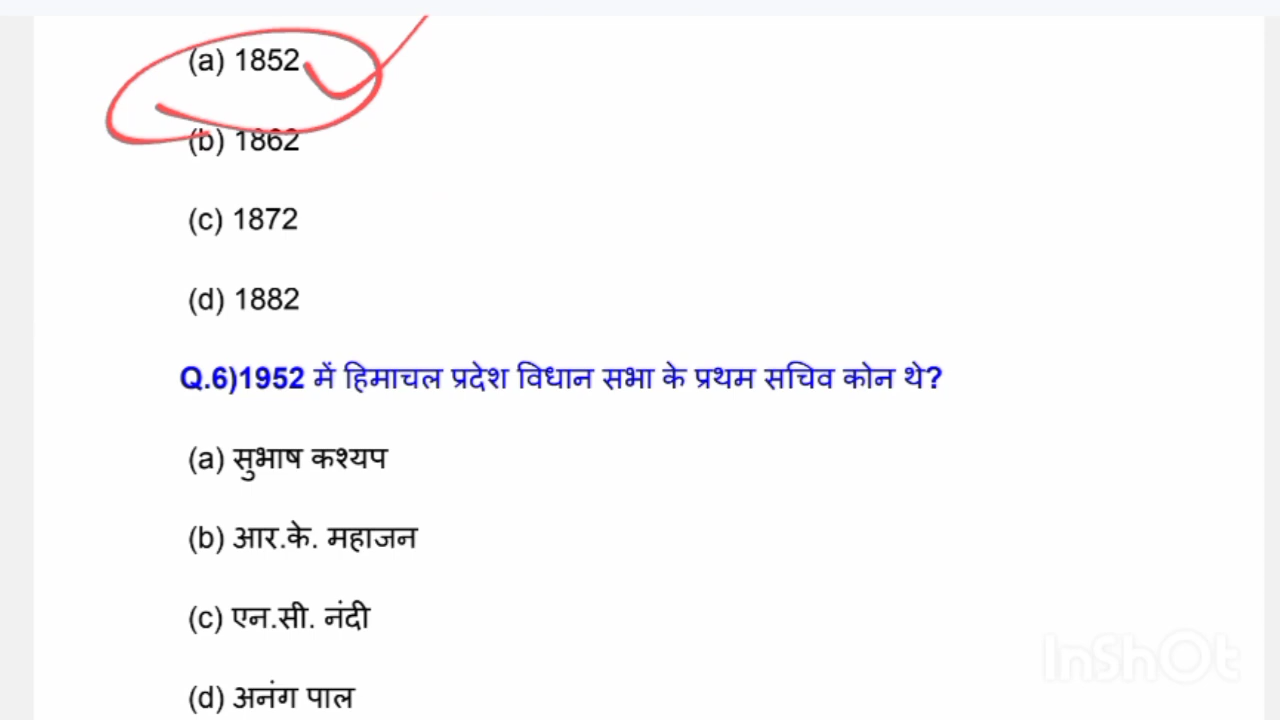 (a) 1852
(b) 1862
(c) 1872
(d) 1882
Q.6)1952 में हिमाचल प्रदेश विधान सभा के प्रथम सचिव कोन थे?
(a) सुभाष कश्यप
(b) आर.के. महाजन
(c) एन.सी. नंदी
(d) अनंग पाल
InShOt